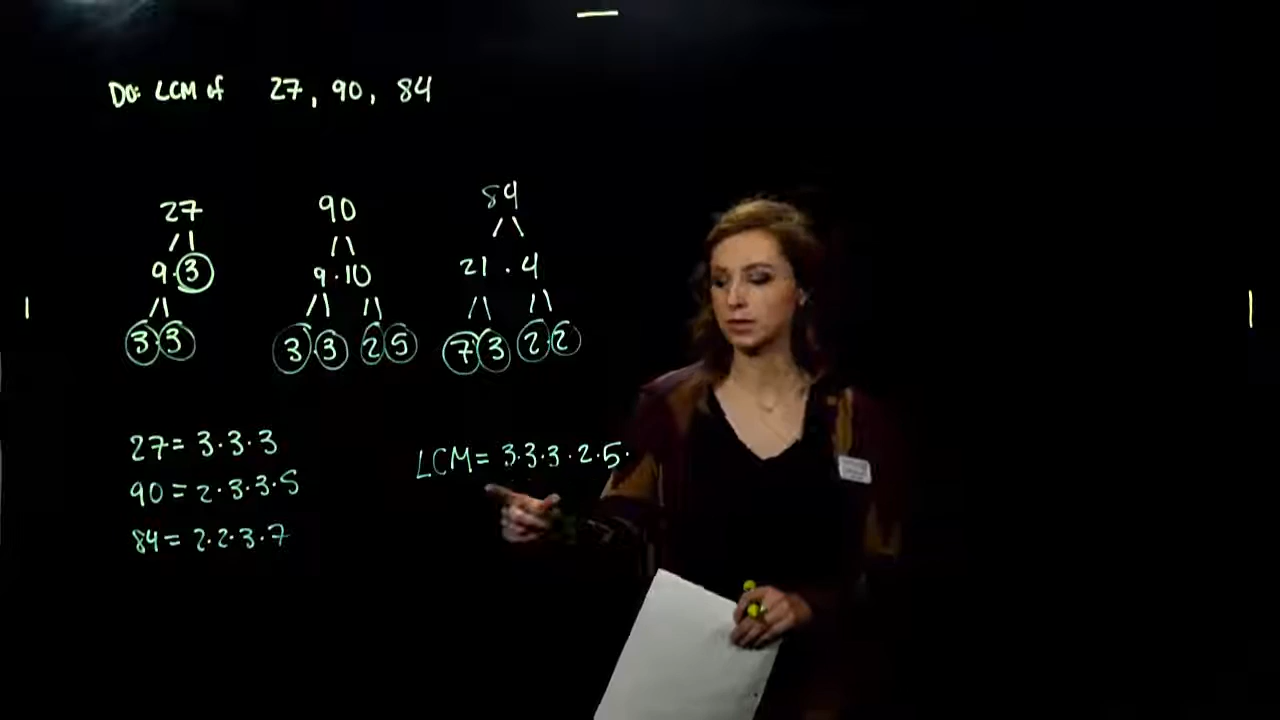 Do: LCM of 27, 90, 84
27 90 84
9·3 9·10 21·4
3·3 3·3 2·5 7·3 2·2
27 = 3·3·3
90 = 2·3·3·5
84 = 2·2·3·7
LCM = 3·3·3·2·5·